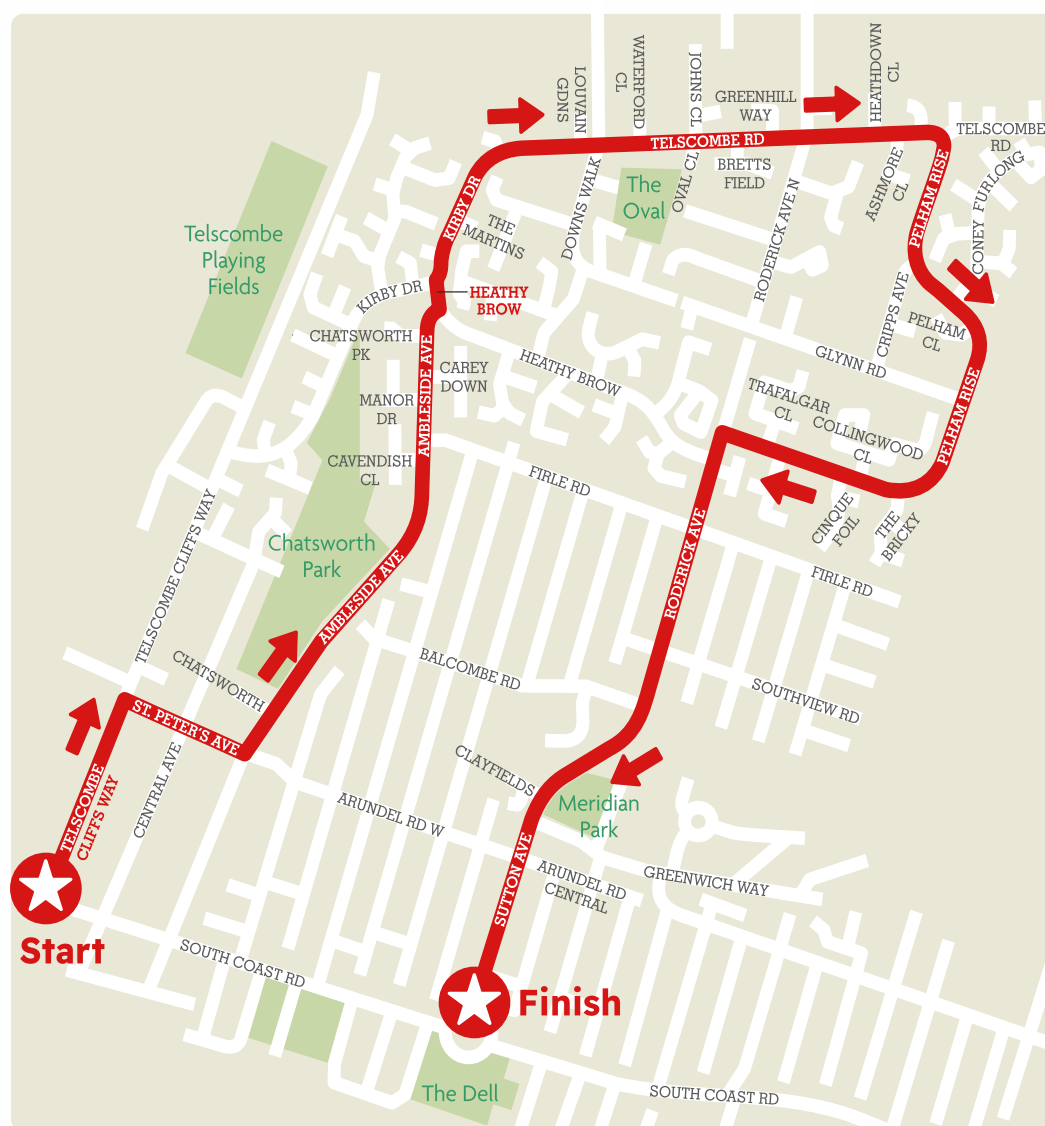 HEATHDOWN
CL
WATERFORD
CL
JOHNS CL
LOUVAIN
GDNS
GREENHILL
WAY
TELSCOMBE
RD
TELSCOMBE RD
BRETTS
FIELD
ASHMORE
CL
PELHAM RISE
CONEY FURLONG
The
Oval
OVAL CL
DOWNS WALK
RODERICK AVE N
KIRBY DR
THE
MARTINS
Telscombe
Playing
Fields
KIRBY DR
HEATHY
BROW
CRIPPS AVE
PELHAM
CL
CHATSWORTH
PK
AMBLESIDE AVE
CAREY
DOWN
HEATHY BROW
GLYNN RD
TRAFALGAR
CL
COLLINGWOOD
CL
PELHAM RISE
MANOR
DR
CAVENDISH
CL
FIRLE RD
CINQUE
FOIL
THE
BRICKY
RODERICK AVE
FIRLE RD
TELSCOMBE CLIFFS WAY
Chatsworth
Park
AMBLESIDE AVE
CHATSWORTH
BALCOMBE RD
SOUTHVIEW RD
ST. PETER'S AVE
CENTRAL AVE
TELSCOMBE
CLIFFS WAY
CLAYFIELDS
Meridian
Park
ARUNDEL RD W
SUTTON AVE
ARUNDEL RD
CENTRAL
GREENWICH WAY
Start
SOUTH COAST RD
Finish
The Dell
SOUTH COAST RD